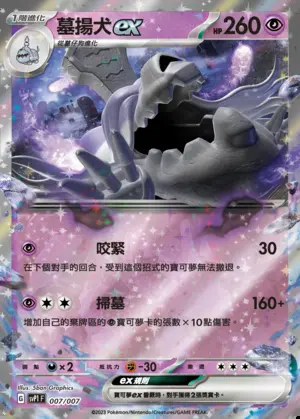 1階進化
墓揚犬ex
HP 260
從墓仔狗進化
咬緊 30
在下個對手的回合,受到這個招式的寶可夢無法撤退。
掃墓 160+
增加自己的棄牌區的寶可夢卡的張數×10點傷害。
弱點 ×2 抵抗力 -30 撤退
ex規則
寶可夢ex昏厥時,對手獲得2張獎賞卡。
Illus. 5ban Graphics
G SVP1 F 007/007
©2023 Pokémon/Nintendo/Creatures/GAME FREAK